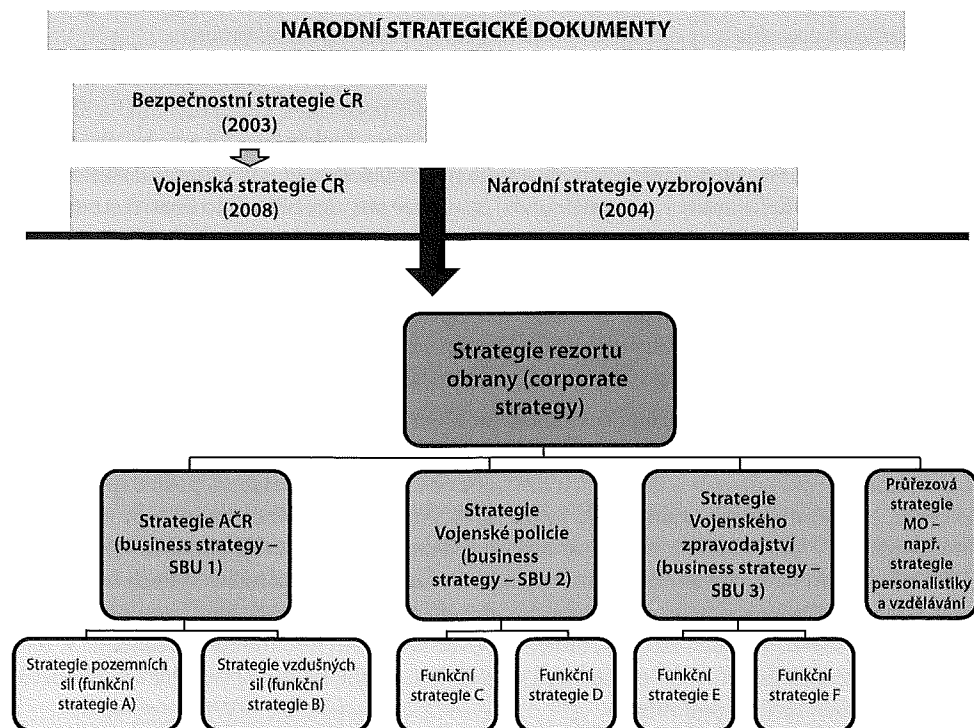 NÁRODNÍ STRATEGICKÉ DOKUMENTY
Bezpečnostní strategie ČR
(2003)
Vojenská strategie ČR
(2008)
Národní strategie vyzbrojování
(2004)
Strategie rezortu
obrany (corporate
strategy)
Strategie AČR
(business strategy –
SBU 1)
Strategie
Vojenské policie
(business
strategy – SBU 2)
Strategie
Vojenského
zpravodajství
(business strategy –
SBU 3)
Průřezová
strategie
MO –
např.
strategie
personalistiky
a vzdělávání
Strategie pozemních
sil (funkční
strategie A)
Strategie vzdušných
sil (funkční
strategie B)
Funkční
strategie C
Funkční
strategie D
Funkční
strategie E
Funkční
strategie F